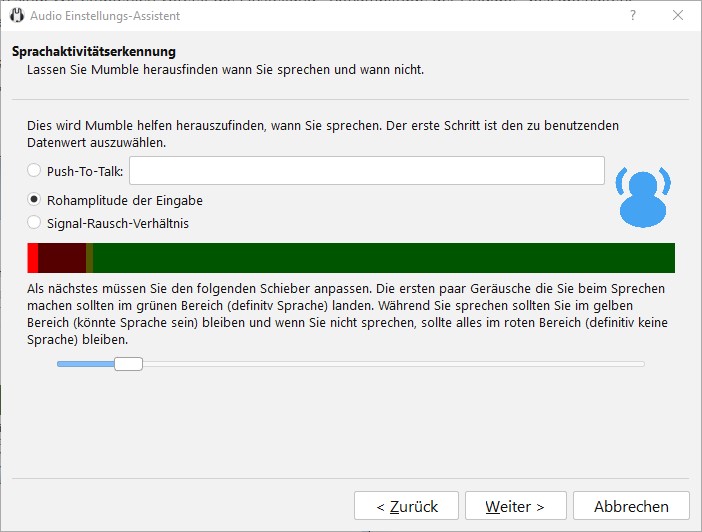 Audio Einstellungs-Assistent
Sprachaktivitätserkennung
Lassen Sie Mumble herausfinden wann Sie sprechen und wann nicht.
Dies wird Mumble helfen herauszufinden, wann Sie sprechen. Der erste Schritt ist den zu benutzenden
Datenwert auszuwählen.
Push-To-Talk:
Rohamplitude der Eingabe
Signal-Rausch-Verhältnis
Als nächstes müssen Sie den folgenden Schieber anpassen. Die ersten paar Geräusche die Sie beim Sprechen
machen sollten im grünen Bereich (definitv Sprache) landen. Während Sie sprechen sollten Sie im gelben
Bereich (könnte Sprache sein) bleiben und wenn Sie nicht sprechen, sollte alles im roten Bereich (definitiv keine
Sprache) bleiben.
< Zurück Weiter > Abbrechen